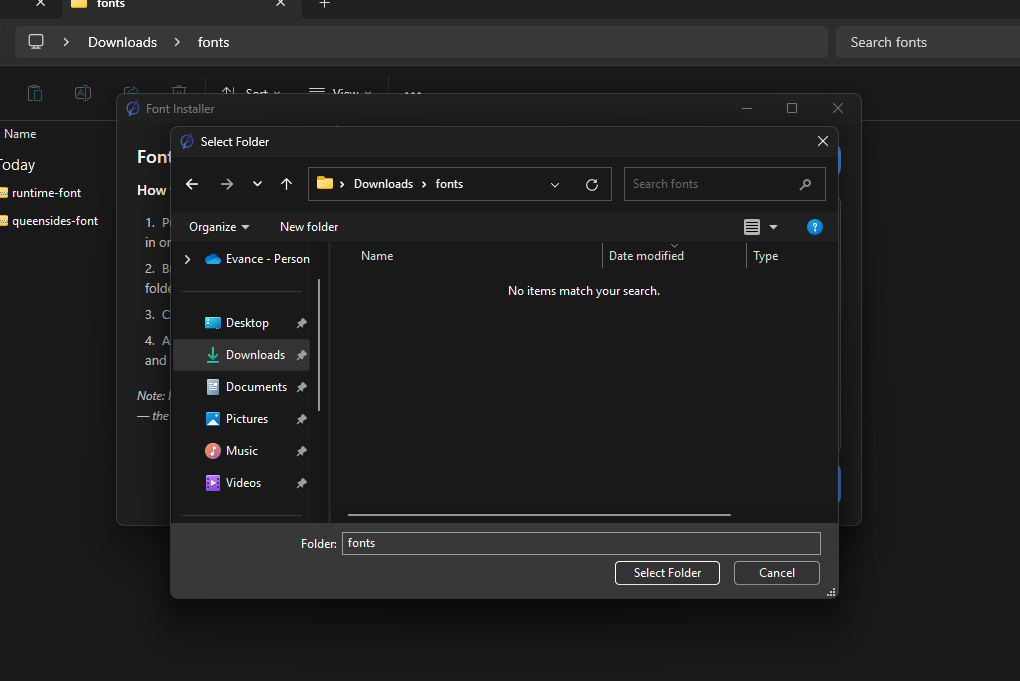 fonts
Downloads
fonts
Search fonts
Sort
View
Name
Today
runtime-font
queensides-font
Font Installer
Font
How
1. P
in or
2. B
folde
3. C
4. A
and
Note:
— the
Select Folder
Downloads
fonts
Search fonts
Organize
New folder
?
Evance - Person
Desktop
Downloads
Documents
Pictures
Music
Videos
Name
Date modified
Type
No items match your search.
Folder:
fonts
Select Folder
Cancel